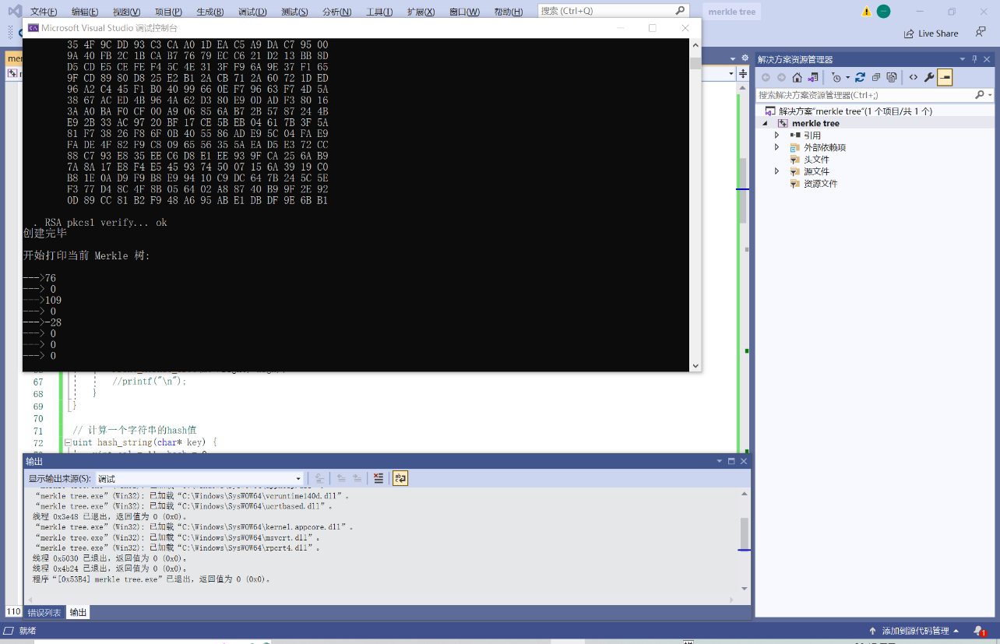 文件(F) 编辑(E) 视图(V) 项目(P) 生成(B) 调试(D) 测试(S) 分析(N) 工具(T) 扩展(X) 窗口(W) 帮助(H) 搜索 (Ctrl+Q) merkle tree
Live Share
Microsoft Visual Studio 调试控制台
35 4F 9C DD 93 C3 CA A0 1D EA C5 A9 DA C7 95 00
9A 40 FB 2C 1B CA B7 76 79 EC C6 21 D2 13 BB 8D
D5 CD E5 CE FE F4 5C 4E 31 3F F9 6A 9E 37 F1 65
9F CD 89 80 D8 25 E2 B1 2A CB 71 2A 60 72 1D ED
96 A2 C4 45 F1 B0 40 99 66 0E F7 96 63 F7 4D 5A
38 67 AC ED 4B 96 4A 62 D3 80 E9 0D AD F3 80 16
3A A0 BA F0 CF 00 A9 06 85 6A B7 2B 57 87 24 4B
E9 2B 33 AC 97 20 BF 17 CE 5B EB 04 61 7B 3F 5A
81 F7 38 26 F8 6F 0B 40 55 86 AD E9 5C 04 FA E9
FA DE 4F 82 F9 C8 09 65 56 35 5A EA D5 E3 72 CC
88 C7 93 E8 35 EE C6 D8 E1 EE 93 9F CA 25 6A B9
7A 8A 17 E8 F4 E5 45 93 74 50 07 15 6A 39 19 C0
B8 1E 0A D9 F9 B8 E9 94 10 C9 DC 64 7B 24 5C 5E
F3 77 D4 8C 4F 8B 05 64 02 A8 87 40 B9 9F 2E 92
0D 89 CC 81 B2 F9 48 A6 95 AB E1 DB DF 9E 6B B1
. RSA pkcs1 verify... ok
创建完毕
开始打印当前 Merkle 树:
--->76
---> 0
--->109
---> 0
--->-28
---> 0
---> 0
---> 0
67 //printf("\n");
68 }
69 }
70
71 // 计算一个字符串的hash值
72 uint hash_string(char* key) {
输出
显示输出来源(S): 调试
“merkle tree.exe”(Win32): 已加载“C:\Windows\SysWOW64\vcruntime140d.dll”。
“merkle tree.exe”(Win32): 已加载“C:\Windows\SysWOW64\ucrtbased.dll”。
线程 0x3e48 已退出，返回值为 0 (0x0)。
“merkle tree.exe”(Win32): 已加载“C:\Windows\SysWOW64\kernel.appcore.dll”。
“merkle tree.exe”(Win32): 已加载“C:\Windows\SysWOW64\msvcrt.dll”。
“merkle tree.exe”(Win32): 已加载“C:\Windows\SysWOW64\rpcrt4.dll”。
线程 0x5030 已退出，返回值为 0 (0x0)。
线程 0x4b24 已退出，返回值为 0 (0x0)。
程序“[0x53B4] merkle tree.exe”已退出，返回值为 0 (0x0)。
110
错误列表 输出
解决方案资源管理器
搜索解决方案资源管理器(Ctrl+;)
解决方案"merkle tree"(1 个项目/共 1 个)
merkle tree
引用
外部依赖项
头文件
源文件
资源文件
就绪
添加到源代码管理
1